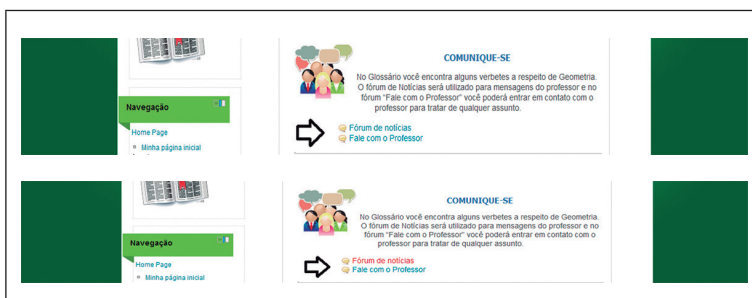 COMUNIQUE-SE
No Glossário você encontra alguns verbetes a respeito de Geometria.
O fórum de Notícias será utilizado para mensagens do professor e no
fórum "Fale com o Professor" você poderá entrar em contato com o
professor para tratar de qualquer assunto.
Navegação
Home Page
Minha página inicial
Fórum de notícias
Fale com o Professor
COMUNIQUE-SE
No Glossário você encontra alguns verbetes a respeito de Geometria.
O fórum de Notícias será utilizado para mensagens do professor e no
fórum "Fale com o Professor" você poderá entrar em contato com o
professor para tratar de qualquer assunto.
Navegação
Home Page
Minha página inicial
Fórum de notícias
Fale com o Professor